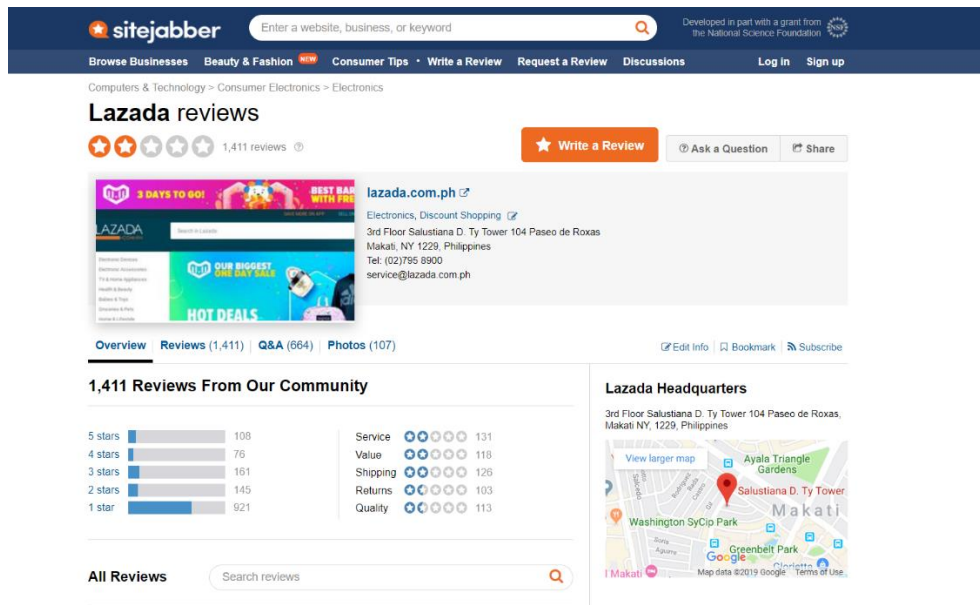 sitejabber
Enter a website, business, or keyword
Developed in part with a grant from
the National Science Foundation
NSF
Browse Businesses Beauty & Fashion NEW Consumer Tips • Write a Review Request a Review Discussions Log in Sign up
Computers & Technology > Consumer Electronics > Electronics
Lazada reviews
1,411 reviews
Write a Review
Ask a Question
Share
3 DAYS TO GO!
LAZADA
Search in Lazada
OUR BIGGEST
ONE DAY SALE
HOT DEALS
lazada.com.ph
Electronics, Discount Shopping
3rd Floor Salustiana D. Ty Tower 104 Paseo de Roxas
Makati, NY 1229, Philippines
Tel: (02)795 8900
service@lazada.com.ph
Overview Reviews (1,411) Q&A (664) Photos (107)
Edit Info Bookmark Subscribe
1,411 Reviews From Our Community
5 stars 108
4 stars 76
3 stars 161
2 stars 145
1 star 921
Service 131
Value 118
Shipping 126
Returns 103
Quality 113
Lazada Headquarters
3rd Floor Salustiana D. Ty Tower 104 Paseo de Roxas,
Makati NY, 1229, Philippines
View larger map
Ayala Triangle
Gardens
Salustiana D. Ty Tower
Makati
Washington SyCip Park
Greenbelt Park
Google
Map data ©2019 Google Terms of Use
All Reviews
Search reviews